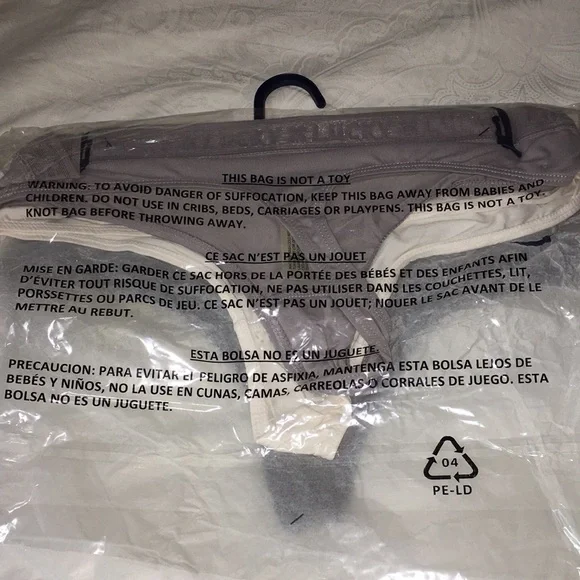 LUCKY
THIS BAG IS NOT A TOY
WARNING: TO AVOID DANGER OF SUFFOCATION, KEEP THIS BAG AWAY FROM BABIES AND
CHILDREN. DO NOT USE IN CRIBS, BEDS, CARRIAGES OR PLAYPENS. THIS BAG IS NOT A TOY.
KNOT BAG BEFORE THROWING AWAY.
CE SAC N'EST PAS UN JOUET
MISE EN GARDE: GARDER CE SAC HORS DE LA PORTÉE DES BÉBÉS ET DES ENFANTS AFIN
D'ÉVITER TOUT RISQUE DE SUFFOCATION, NE PAS UTILISER DANS LES COUCHETTES, LIT,
PORSSETTES OU PARCS DE JEU. CE SAC N'EST PAS UN JOUET; NOUER LE SAC AVANT DE LE
METTRE AU REBUT.
ESTA BOLSA NO ES UN JUGUETE.
PRECAUCION: PARA EVITAR EL PELIGRO DE ASFIXIA, MANTENGA ESTA BOLSA LEJOS DE
BEBÉS Y NIÑOS, NO LA USE EN CUNAS, CAMAS, CARREOLAS O CORRALES DE JUEGO. ESTA
BOLSA NO ES UN JUGUETE.
04
PE-LD